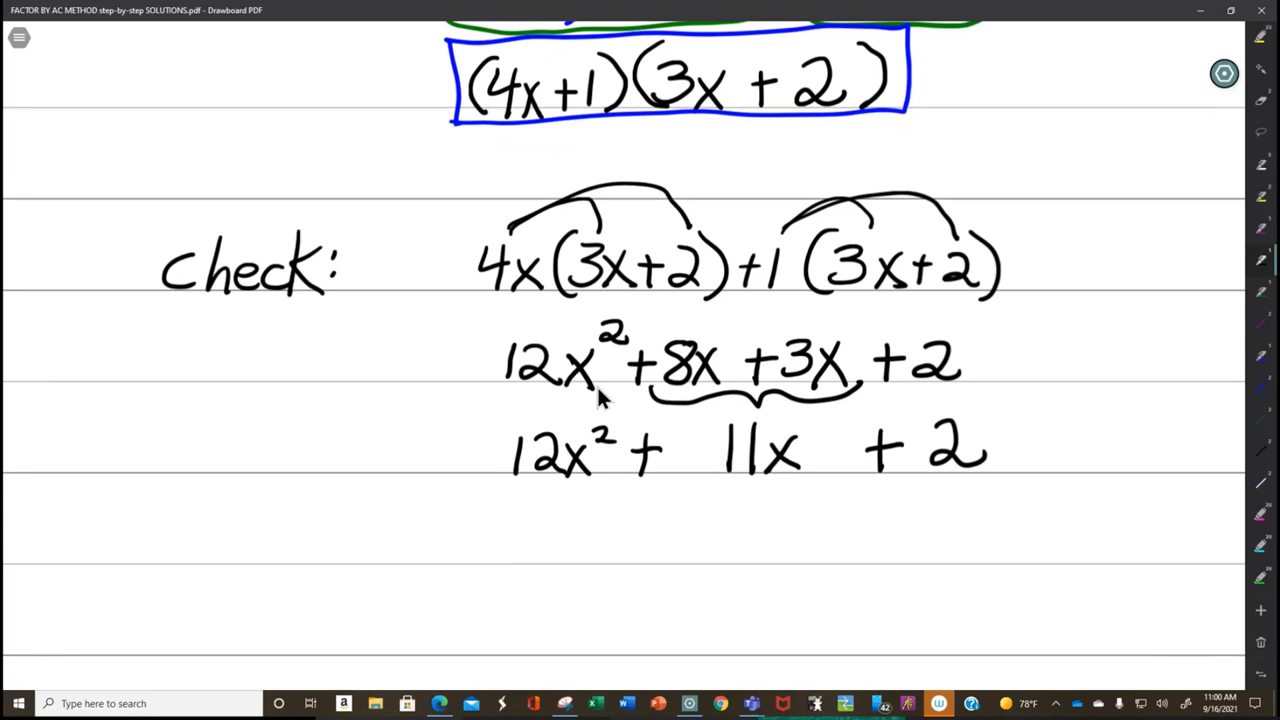 FACTOR BY AC METHOD step-by-step SOLUTIONS.pdf - Drawboard PDF
(4x+1)(3x+2)
check: 4x(3x+2)+1(3x+2)
12x²+8x+3x+2
12x²+11x+2
Type here to search
78°F
11:00 AM
9/16/2021